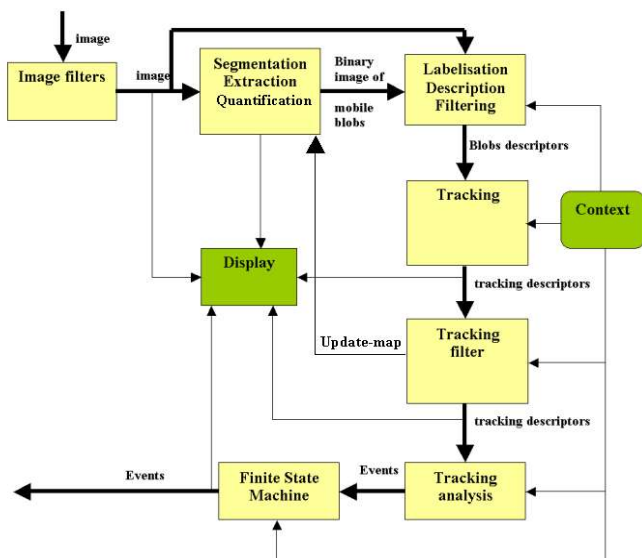 image
Image filters
image
Segmentation
Extraction
Quantification
Binary
image of
mobile
blobs
Labelisation
Description
Filtering
Blobs descriptors
Tracking
Context
Display
tracking descriptors
Tracking
filter
Update-map
tracking descriptors
Events
Finite State
Machine
Events
Tracking
analysis